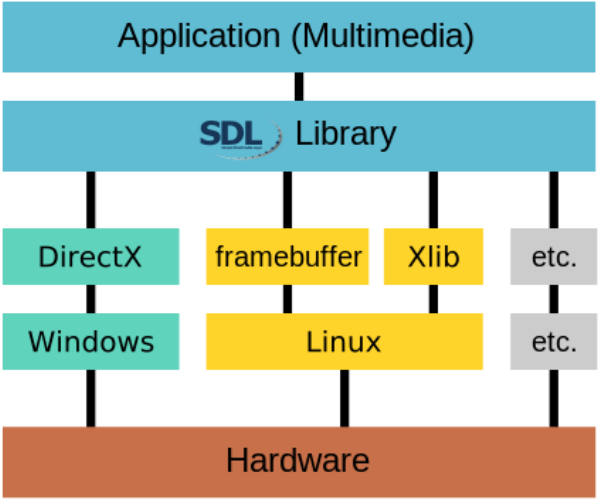 Application (Multimedia)
SDL Library
DirectX framebuffer Xlib etc.
Windows Linux etc.
Hardware